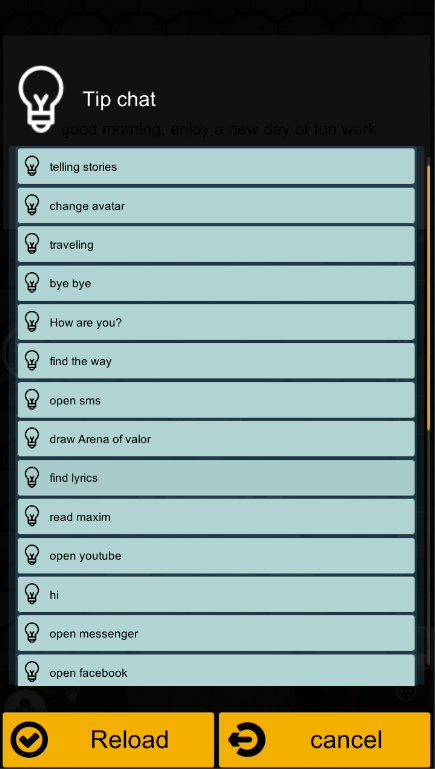 Tip chat
good morning, enjoy a new day of fun work
telling stories
change avatar
traveling
bye bye
How are you?
find the way
open sms
draw Arena of valor
find lyrics
read maxim
open youtube
hi
open messenger
open facebook
Reload
cancel